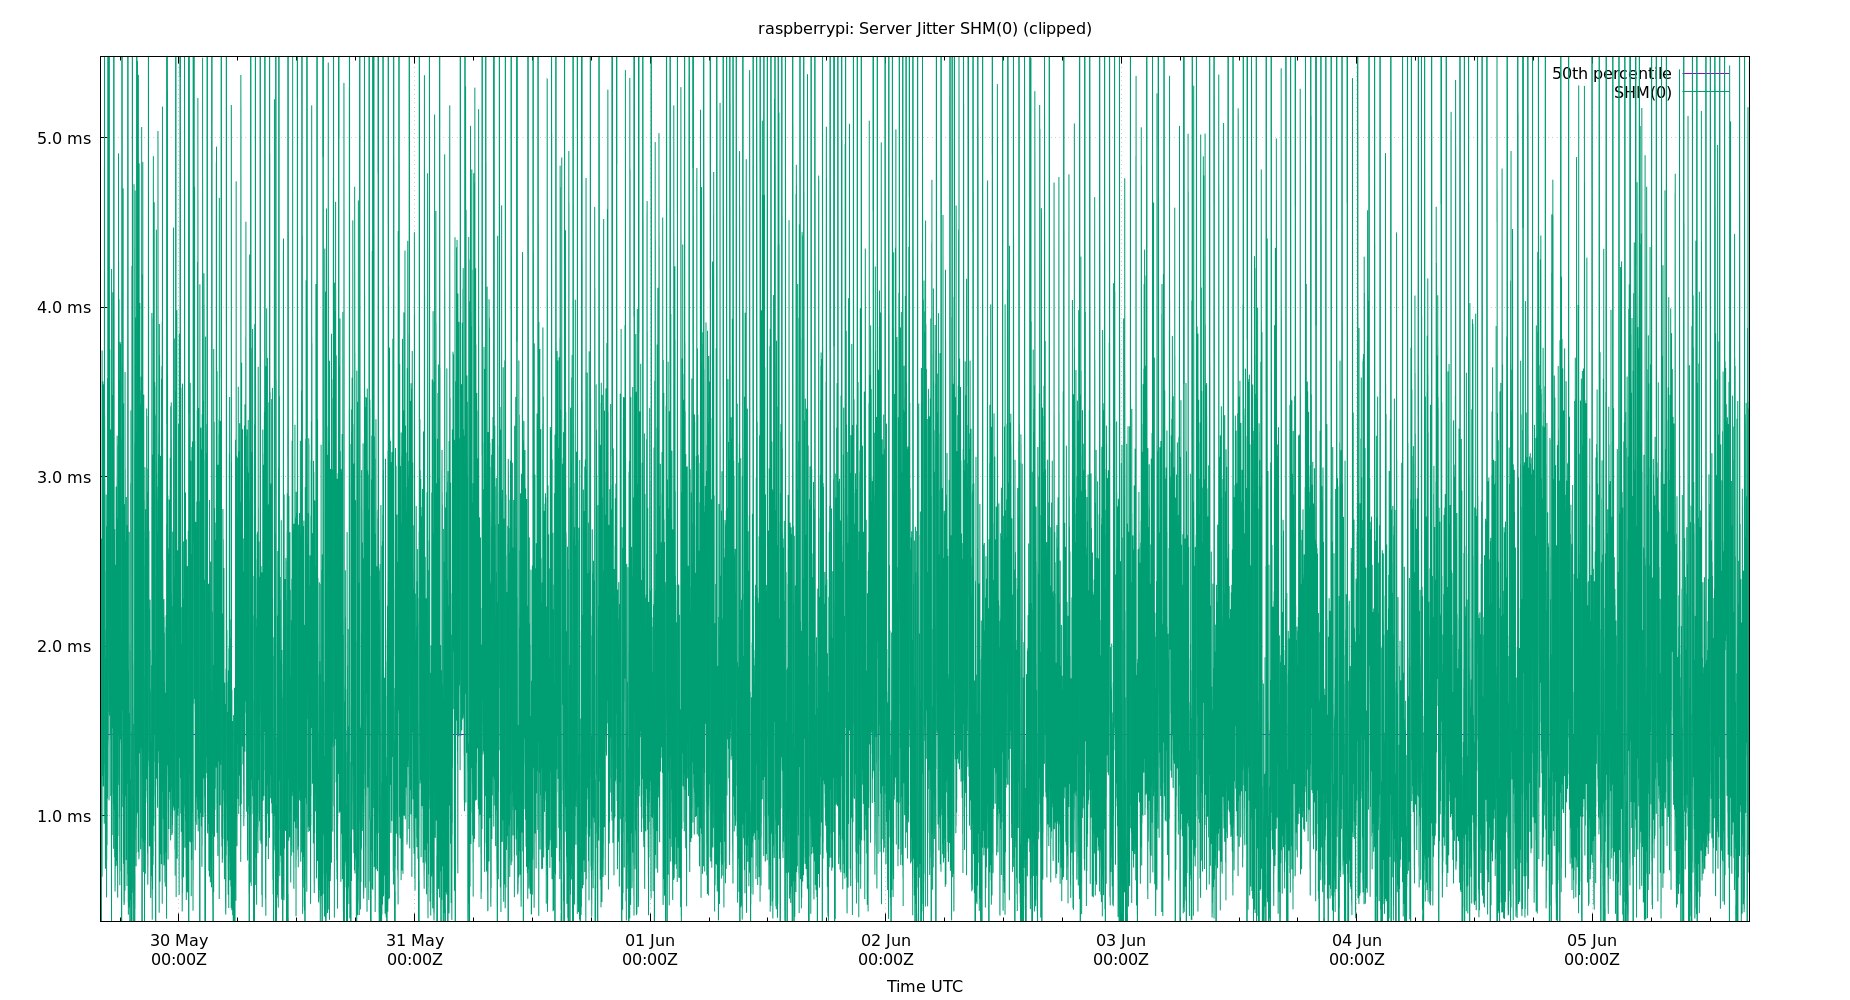 raspberrypi: Server Jitter SHM(0) (clipped)
50th percentile
SHM(0)
5.0 ms
4.0 ms
3.0 ms
2.0 ms
1.0 ms
30 May 31 May 01 Jun 02 Jun 03 Jun 04 Jun 05 Jun
00:00Z 00:00Z 00:00Z 00:00Z 00:00Z 00:00Z 00:00Z
Time UTC